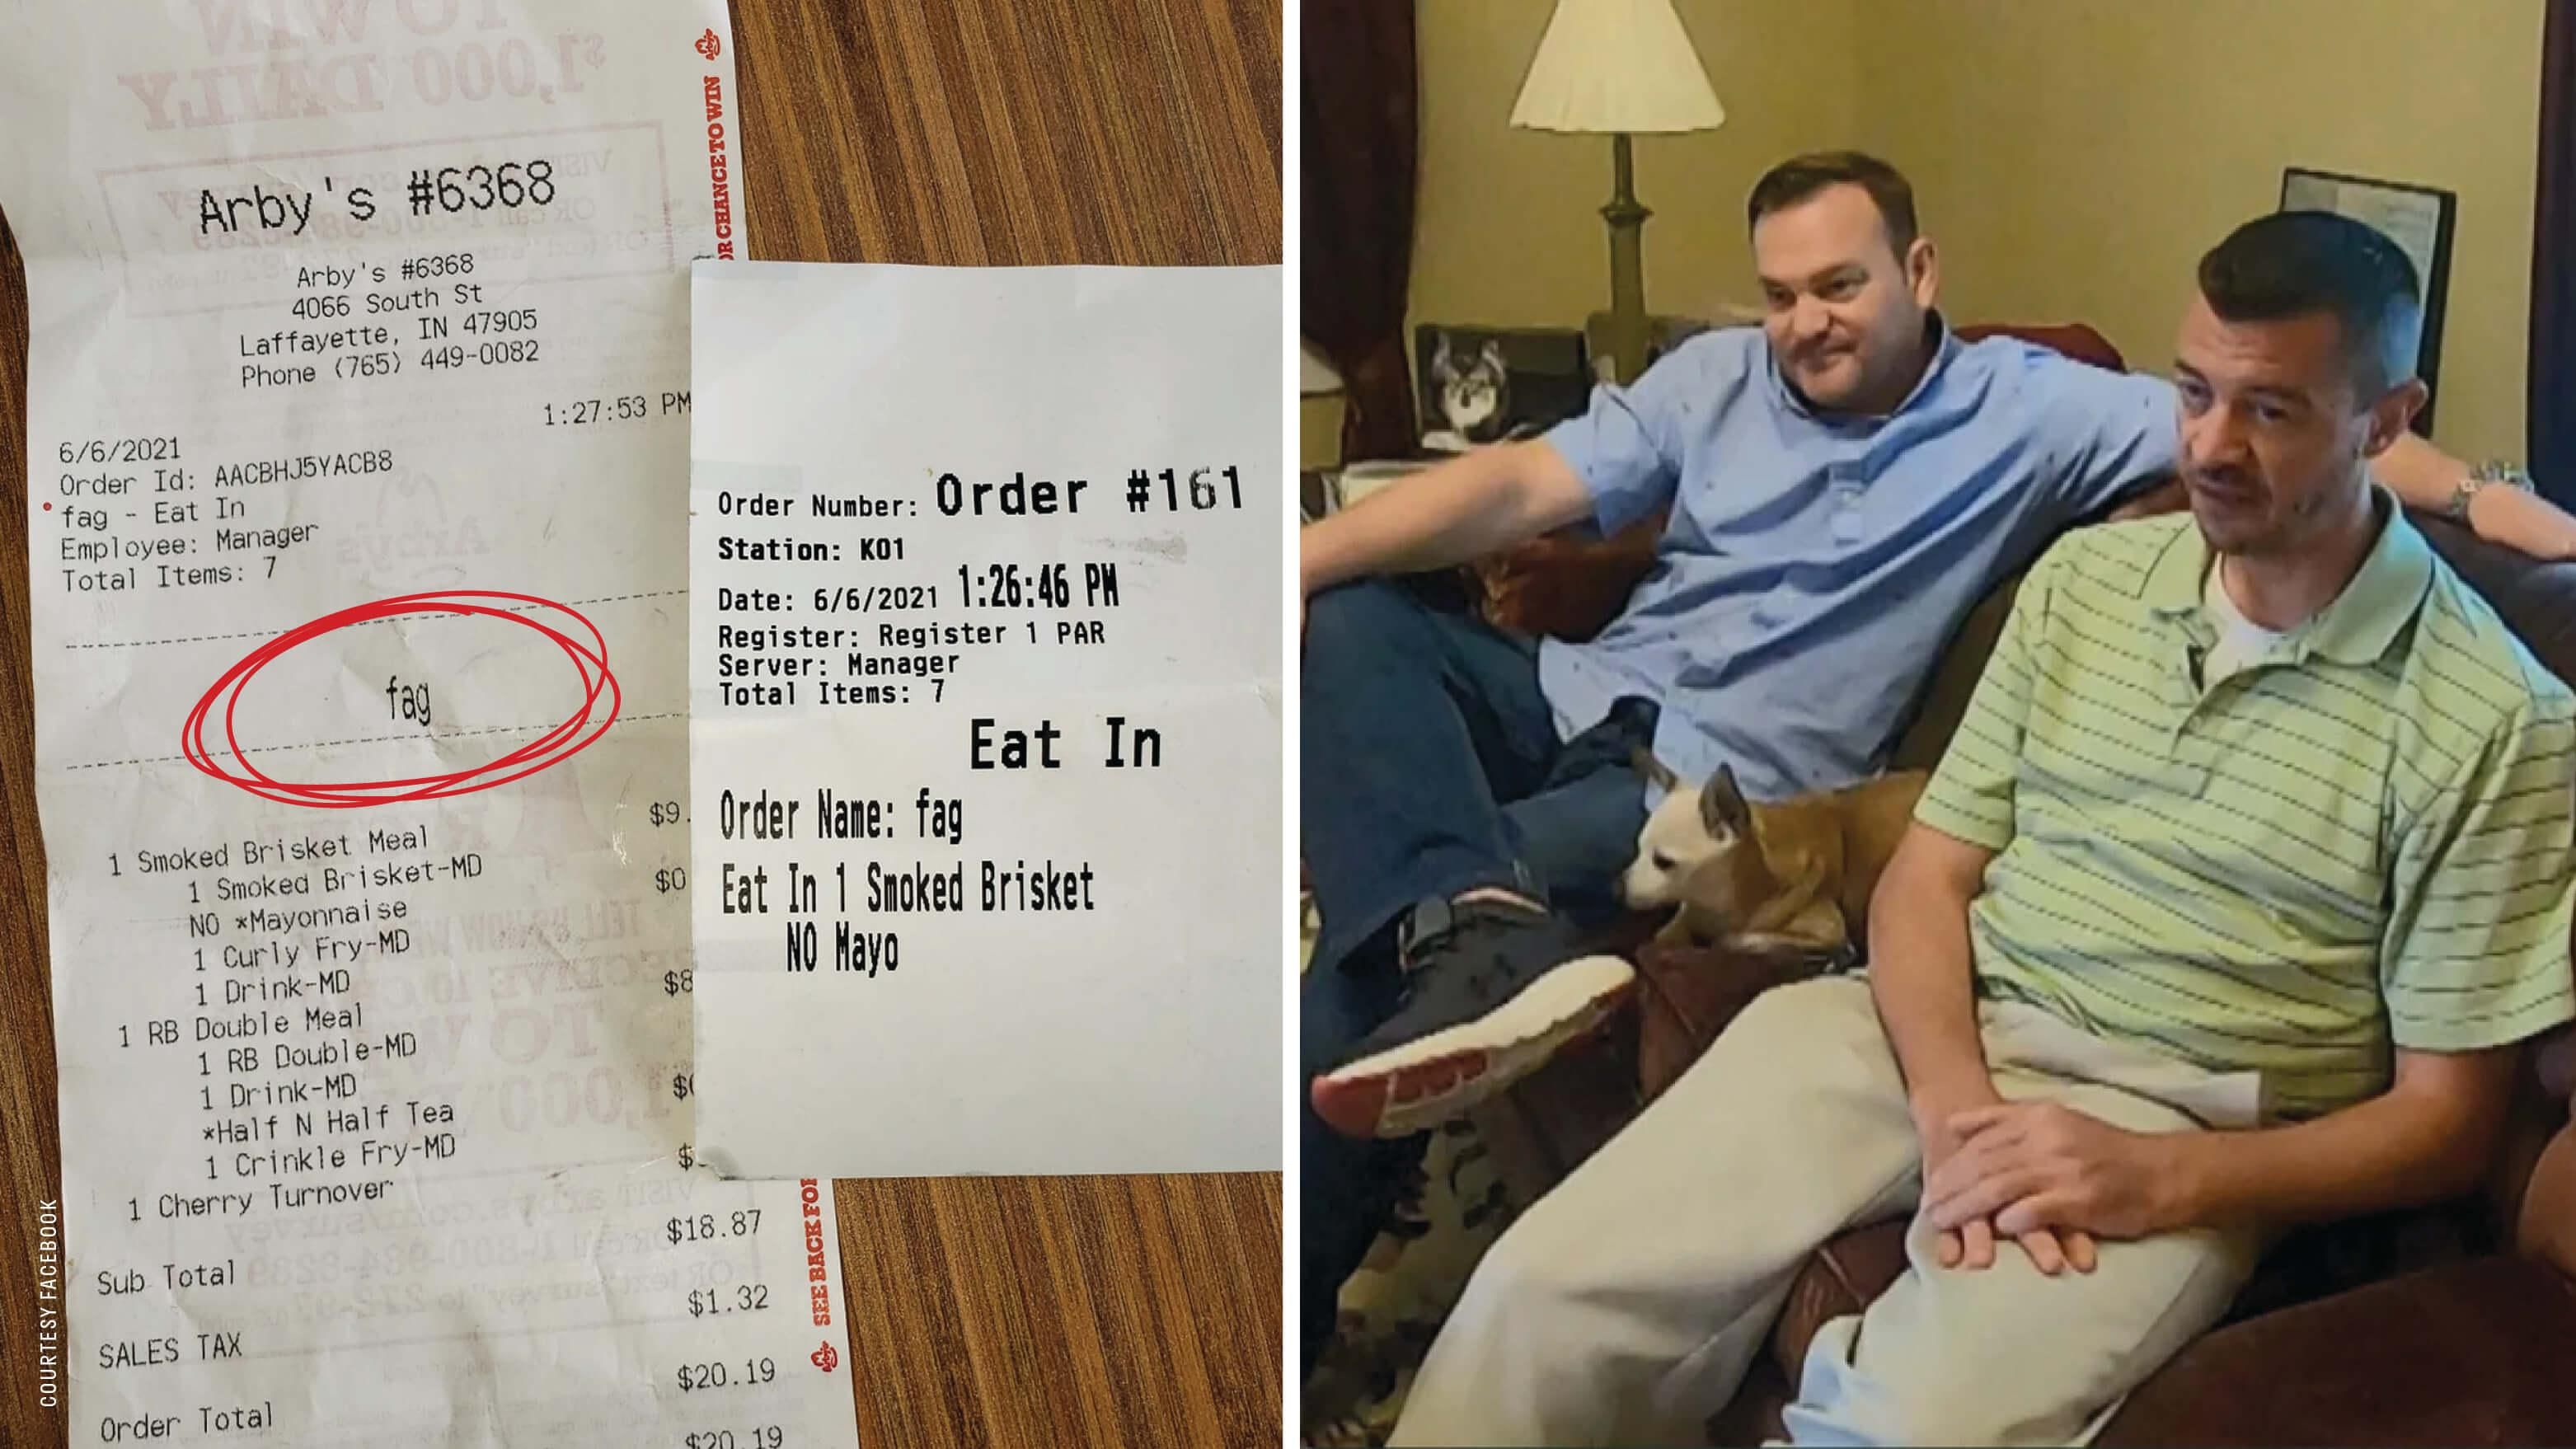 TO WIN
$1,000 DAILY
Arby's #6368
Arby's #6368
4066 South St
Laffayette, IN 47905
Phone (765) 449-0082
1:27:53 PM
6/6/2021
Order Id: AACBHJ5YACB8
fag - Eat In
Employee: Manager
Total Items: 7
fag
$9.
1 Smoked Brisket Meal
1 Smoked Brisket-MD
$0
NO *Mayonnaise
1 Curly Fry-MD
1 Drink-MD
$8
1 RB Double Meal
1 RB Double-MD
1 Drink-MD
*Half N Half Tea
1 Crinkle Fry-MD
1 Cherry Turnover
$18.87
Sub Total
$1.32
SALES TAX
$20.19
Order Total
$20.19
OR CHANCE TO WIN
SEE BACK FOR
Order Number: Order #161
Station: K01
Date: 6/6/2021 1:26:46 PM
Register: Register 1 PAR
Server: Manager
Total Items: 7
Eat In
Order Name: fag
Eat In 1 Smoked Brisket
NO Mayo
COURTESY FACEBOOK